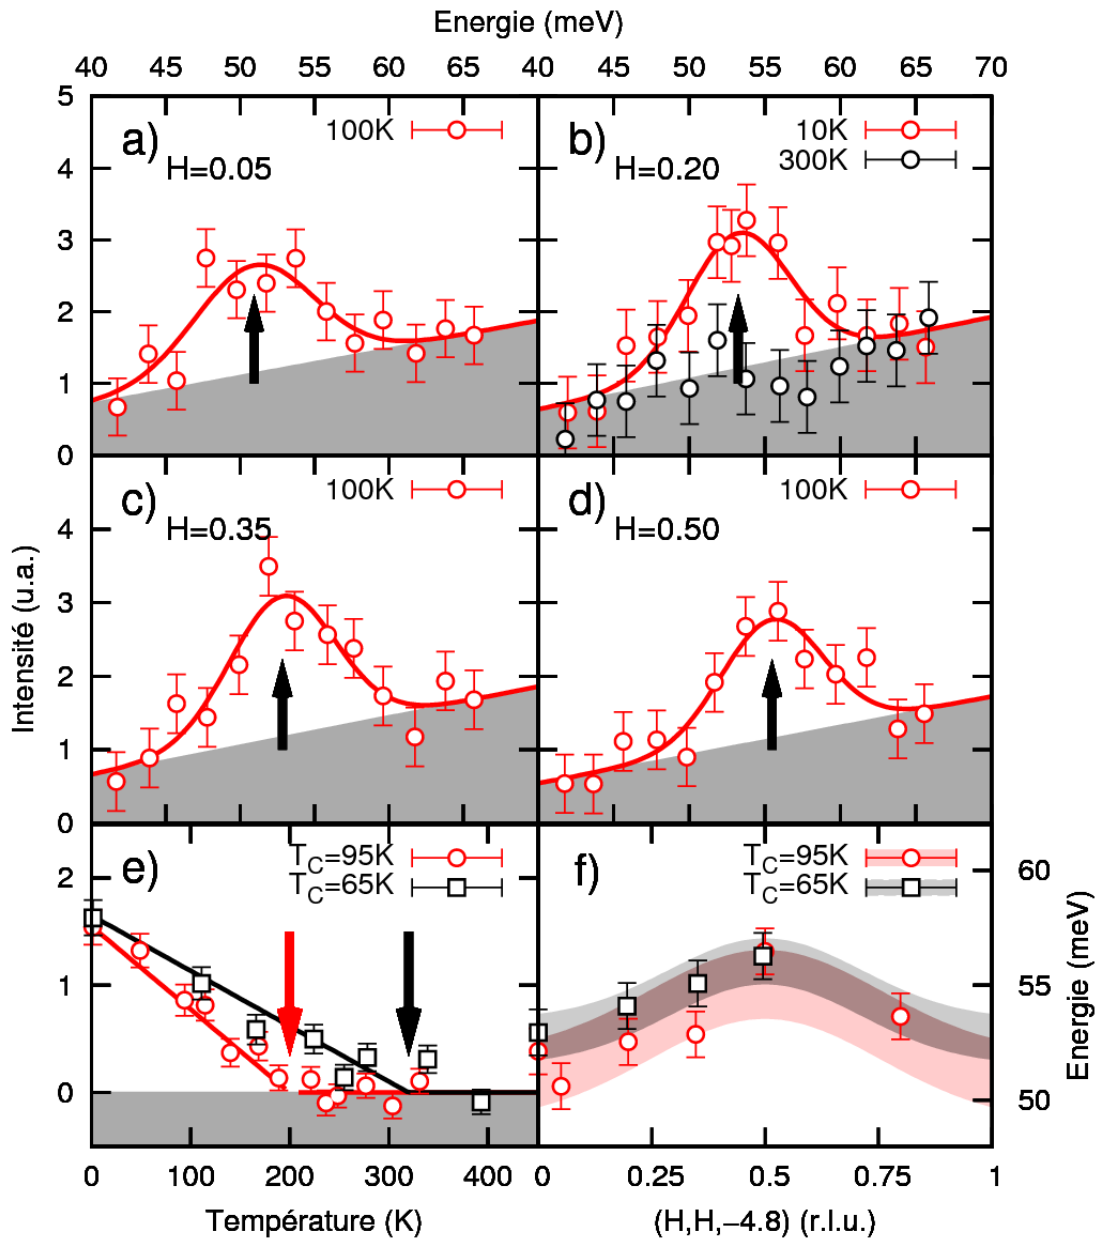 Energie (meV)
40 45 50 55 60 65 40 45 50 55 60 65 70
5
4
3
2
1
0
a)
100K
H=0.05
b)
10K
300K
H=0.20
Intensité (u.a.)
4
3
2
1
0
c)
100K
H=0.35
d)
100K
H=0.50
2
1
0
e)
TC=95K
TC=65K
f)
TC=95K
TC=65K
60
55
50
Energie (meV)
0 100 200 300 400 0 0.25 0.5 0.75 1
Température (K)
(H,H,−4.8) (r.l.u.)